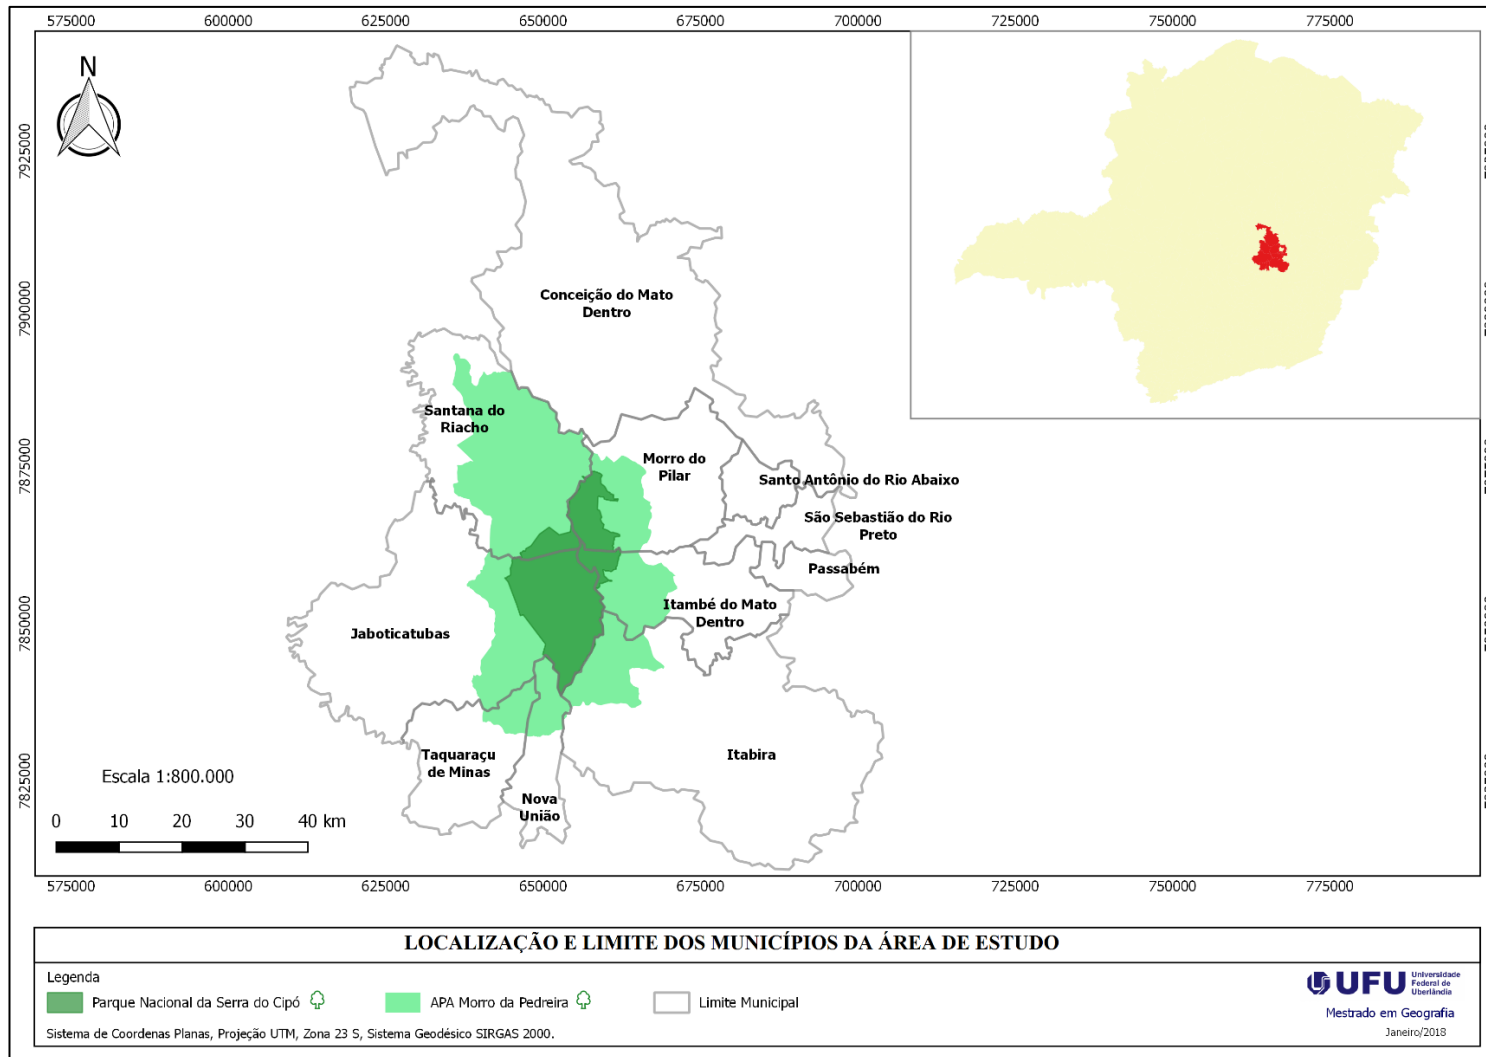 575000 600000 625000 650000 675000 700000 725000 750000 775000
N
7925000
7900000
7875000
7850000
7825000
Conceição do Mato
Dentro
Santana do
Riacho
Morro do
Pilar
Santo Antônio do Rio Abaixo
São Sebastião do Rio
Preto
Passabém
Itambé do Mato
Dentro
Jaboticatubas
Itabira
Taquaraçu
de Minas
Nova
União
Escala 1:800.000
0 10 20 30 40 km
575000 600000 625000 650000 675000 700000 725000 750000 775000
LOCALIZAÇÃO E LIMITE DOS MUNICÍPIOS DA ÁREA DE ESTUDO
Legenda
Parque Nacional da Serra do Cipó
APA Morro da Pedreira
Limite Municipal
Sistema de Coordenas Planas, Projeção UTM, Zona 23 S, Sistema Geodésico SIRGAS 2000.
UFU
Universidade
Federal de
Uberlândia
Mestrado em Geografia
Janeiro/2018